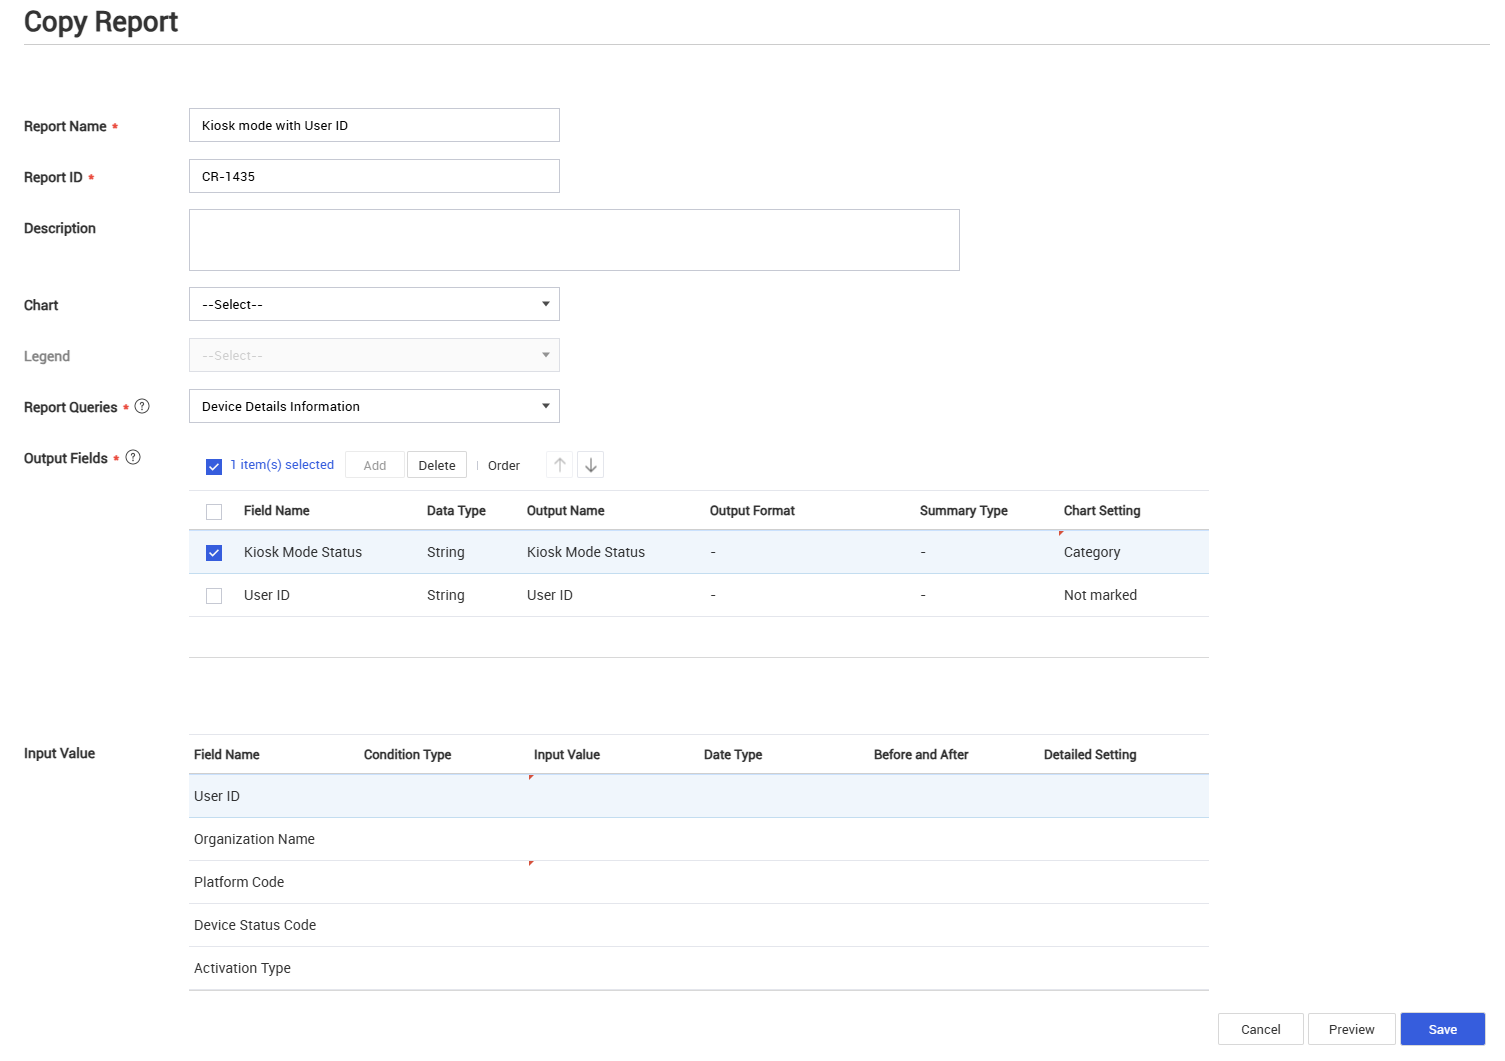 Copy Report
Report Name *
Kiosk mode with User ID
Report ID *
CR-1435
Description
Chart
--Select--
Legend
--Select--
Report Queries * ?
Device Details Information
Output Fields * ?
1 item(s) selected Add Delete Order
Field Name Data Type Output Name Output Format Summary Type Chart Setting
Kiosk Mode Status String Kiosk Mode Status - - Category
User ID String User ID - - Not marked
Input Value
Field Name Condition Type Input Value Date Type Before and After Detailed Setting
User ID
Organization Name
Platform Code
Device Status Code
Activation Type
Cancel Preview Save